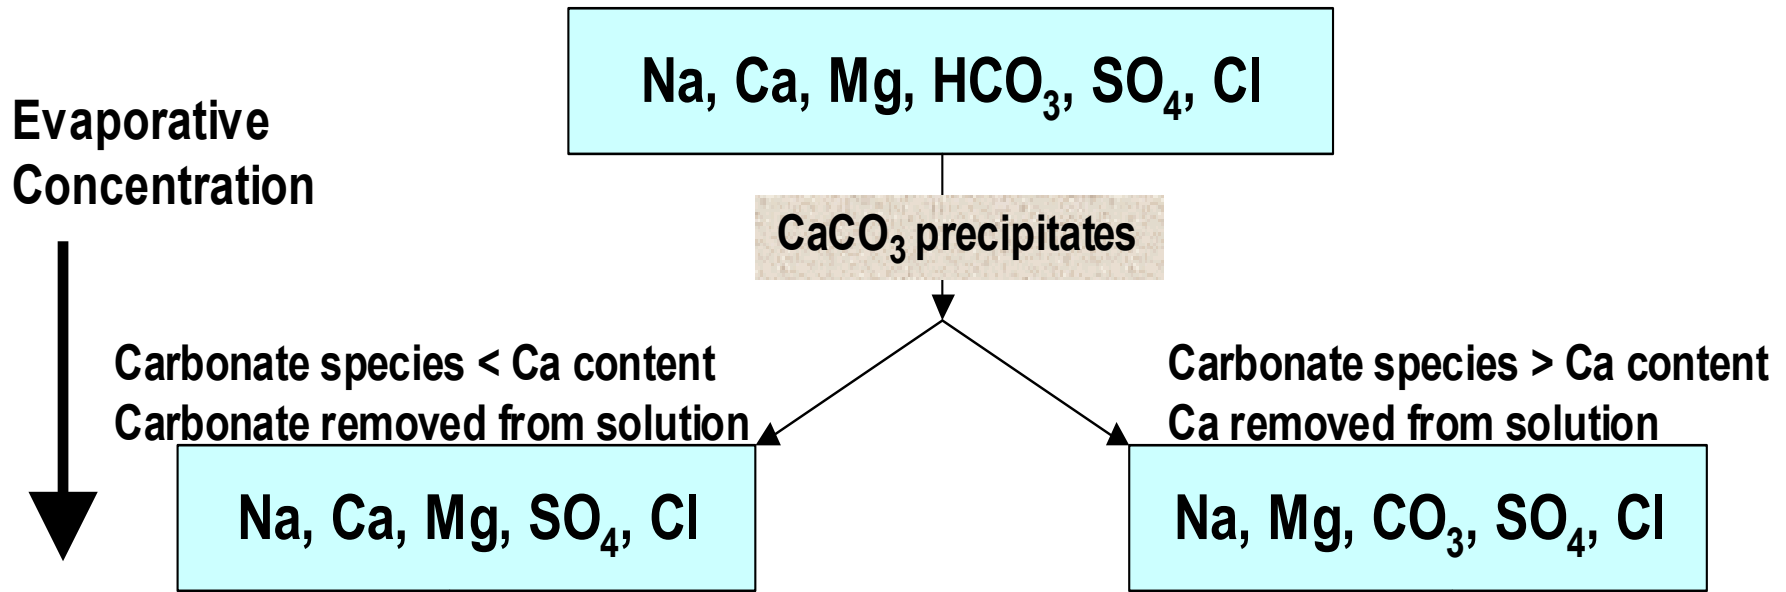 Na, Ca, Mg, HCO₃, SO₄, Cl
Evaporative
Concentration
CaCO₃ precipitates
Carbonate species < Ca content
Carbonate removed from solution
Carbonate species > Ca content
Ca removed from solution
Na, Ca, Mg, SO₄, Cl
Na, Mg, CO₃, SO₄, Cl